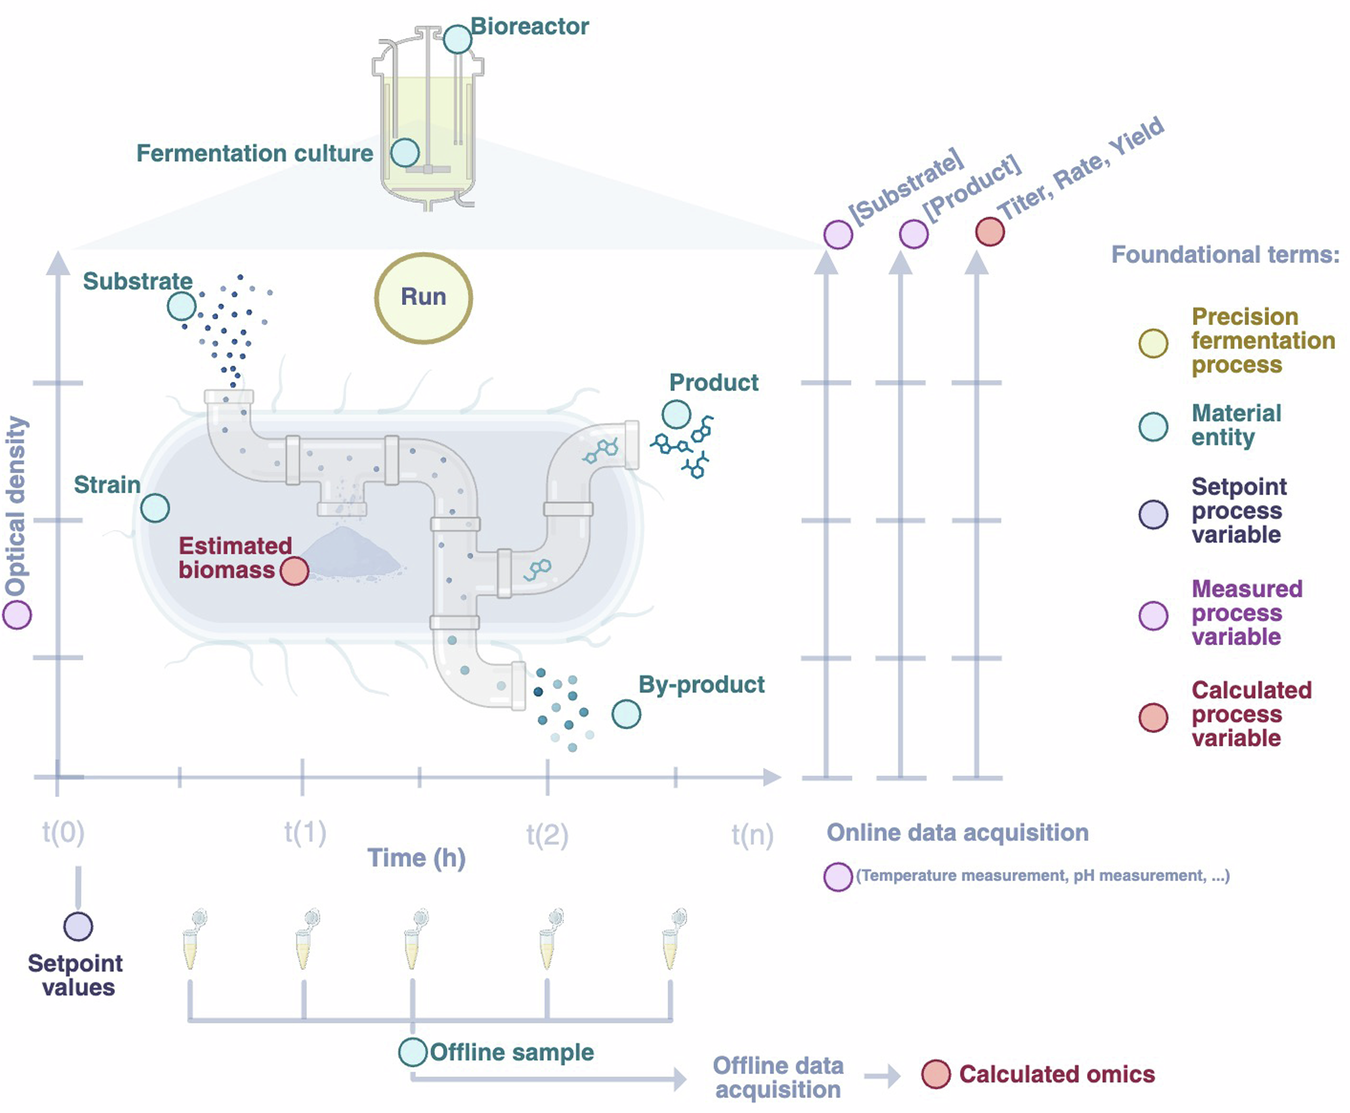 Bioreactor
Fermentation culture
[Substrate]
[Product]
Titer, Rate, Yield
Substrate
Run
Product
Strain
Estimated
biomass
By-product
Optical density
t(0)
t(1)
t(2)
t(n)
Time (h)
Foundational terms:
Precision
fermentation
process
Material
entity
Setpoint
process
variable
Measured
process
variable
Calculated
process
variable
Online data acquisition
(Temperature measurement, pH measurement, ...)
Setpoint
values
Offline sample
Offline data
acquisition
Calculated omics